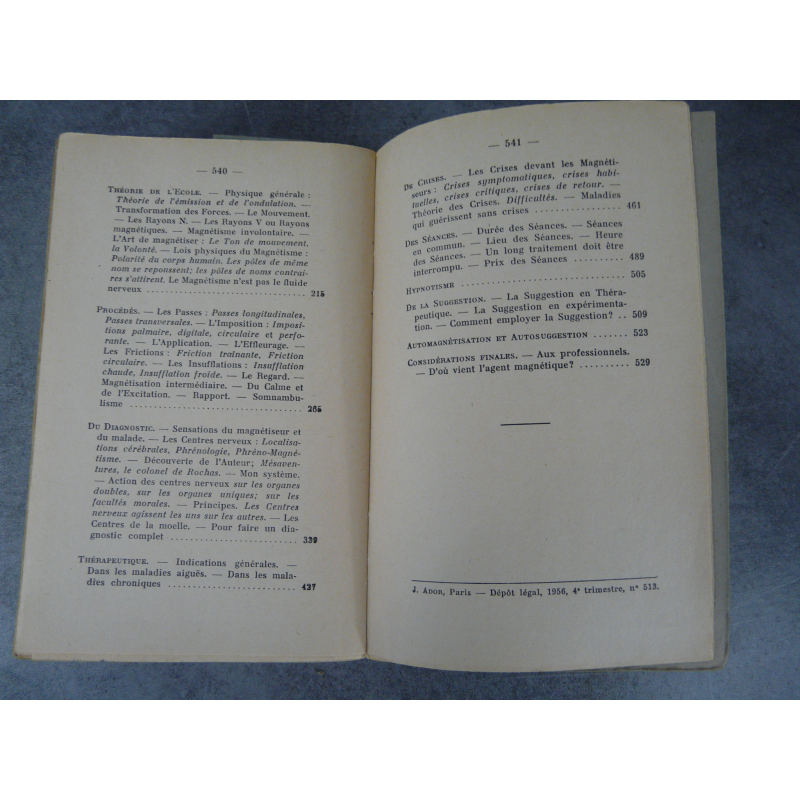 — 540 —
THÉORIE DE L'ECOLE. — Physique générale :
Théorie de l'émission et de l'ondulation. —
Transformation des Forces. — Le Mouvement.
— Les Rayons N. — Les Rayons V ou Rayons
magnétiques. — Magnétisme involontaire. —
L'Art de magnétiser : Le Ton de mouvement,
la Volonté. — Lois physiques du Magnétisme :
Polarité du corps humain. Les pôles de même
nom se repoussent; les pôles de noms contrai-
res s'attirent. Le Magnétisme n'est pas le fluide
nerveux .............................. 215
PROCÉDÉS. — Les Passes : Passes longitudinales,
Passes transversales. — L'Imposition : Imposi-
tions palmaire, digitale, circulaire et perfo-
rante. — L'Application. — L'Effleurage. —
Les Frictions : Friction traînante, Friction
circulaire. — Les Insufflations : Insufflation
chaude, Insufflation froide. — Le Regard. —
Magnétisation intermédiaire. — Du Calme et
de l'Excitation. — Rapport. — Somnambu-
lisme .............................. 265
DU DIAGNOSTIC. — Sensations du magnétiseur et
du malade. — Les Centres nerveux : Localisa-
tions cérébrales, Phrénologie, Phréno-Magné-
tisme. — Découverte de l'Auteur; Mésaven-
tures, le colonel de Rochas. — Mon système.
— Action des centres nerveux sur les organes
doubles, sur les organes uniques; sur les
facultés morales. — Principes. Les Centres
nerveux agissent les uns sur les autres. — Les
Centres de la moelle. — Pour faire un dia-
gnostic complet ...................... 339
THÉRAPEUTIQUE. — Indications générales. —
Dans les maladies aiguës. — Dans les mala-
dies chroniques ...................... 427
— 541 —
DE CRISES. — Les Crises devant les Magnéti-
seurs : Crises symptomatiques, crises habi-
tuelles, crises critiques, crises de retour. —
Théorie des Crises. Difficultés. — Maladies
qui guérissent sans crises ................ 461
DES SÉANCES. — Durée des Séances. — Séances
en commun. — Lieu des Séances. — Heure
des Séances. — Un long traitement doit être
interrompu. — Prix des Séances .......... 489
HYPNOTISME .............................. 505
DE LA SUGGESTION. — La Suggestion en Théra-
peutique. — La Suggestion en expérimenta-
tion. — Comment employer la Suggestion? .. 509
AUTOMAGNÉTISATION ET AUTOSUGGESTION ....... 523
CONSIDÉRATIONS FINALES. — Aux professionnels.
— D'où vient l'agent magnétique? .......... 529
J. ADOR, Paris — Dépôt légal, 1956, 4e trimestre, n° 513.